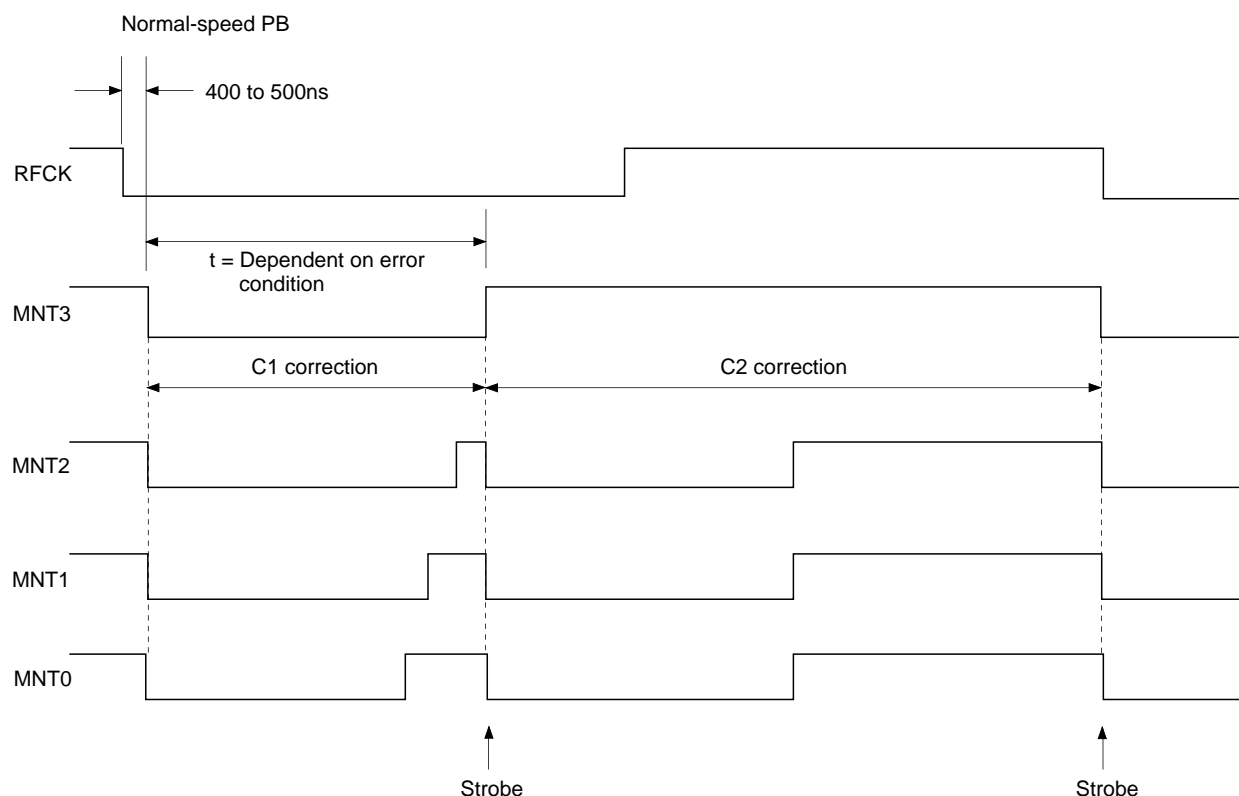 Normal-speed PB
400 to 500ns
RFCK
t = Dependent on error
condition
MNT3
C1 correction
C2 correction
MNT2
MNT1
MNT0
Strobe
Strobe